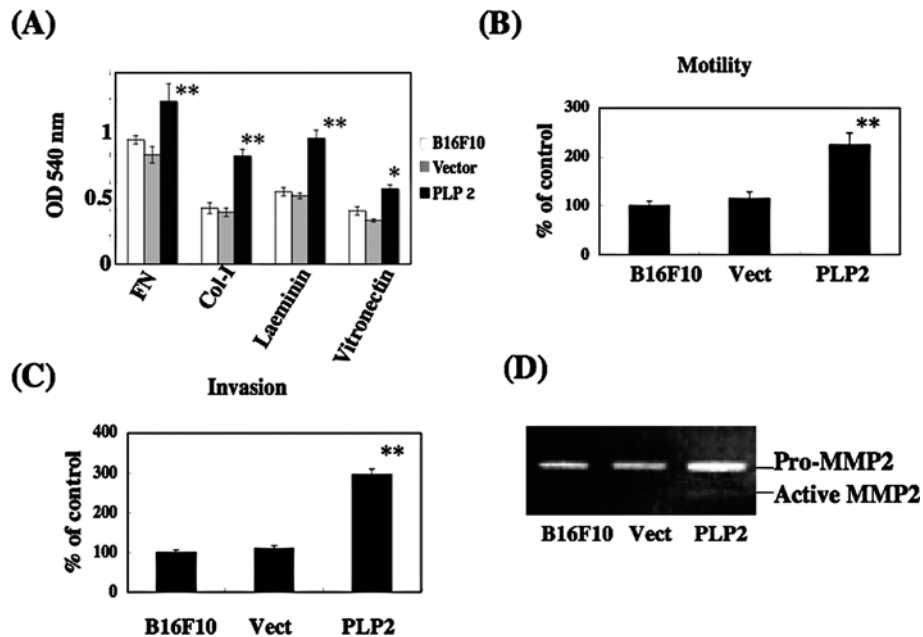 (A)
OD 540 nm
1
0.5
0
**
**
**
*
B16F10
Vector
PLP 2
FN
Col-I
Laeminin
Vitronectin
(B)
Motility
% of control
300
200
100
0
**
B16F10 Vect PLP2
(C)
Invasion
% of control
400
300
200
100
0
**
B16F10 Vect PLP2
(D)
Pro-MMP2
Active MMP2
B16F10 Vect PLP2